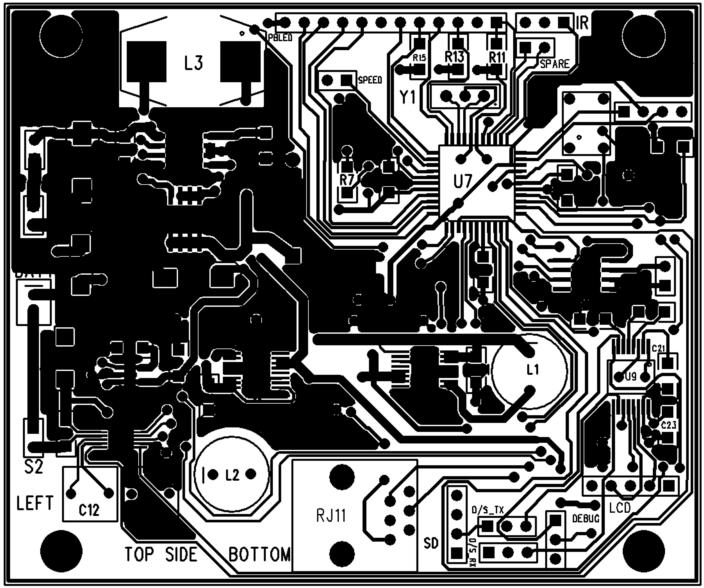 IR
PBLED
R15
R13
R11
SPARE
L3
SPEED
Y1
R7
U7
C21
U9
L1
C23
S2
L2
LEFT
C12
RJ11
SD
D/S_TX
D/S_RX
DEBUG
LCD
TOP SIDE
BOTTOM